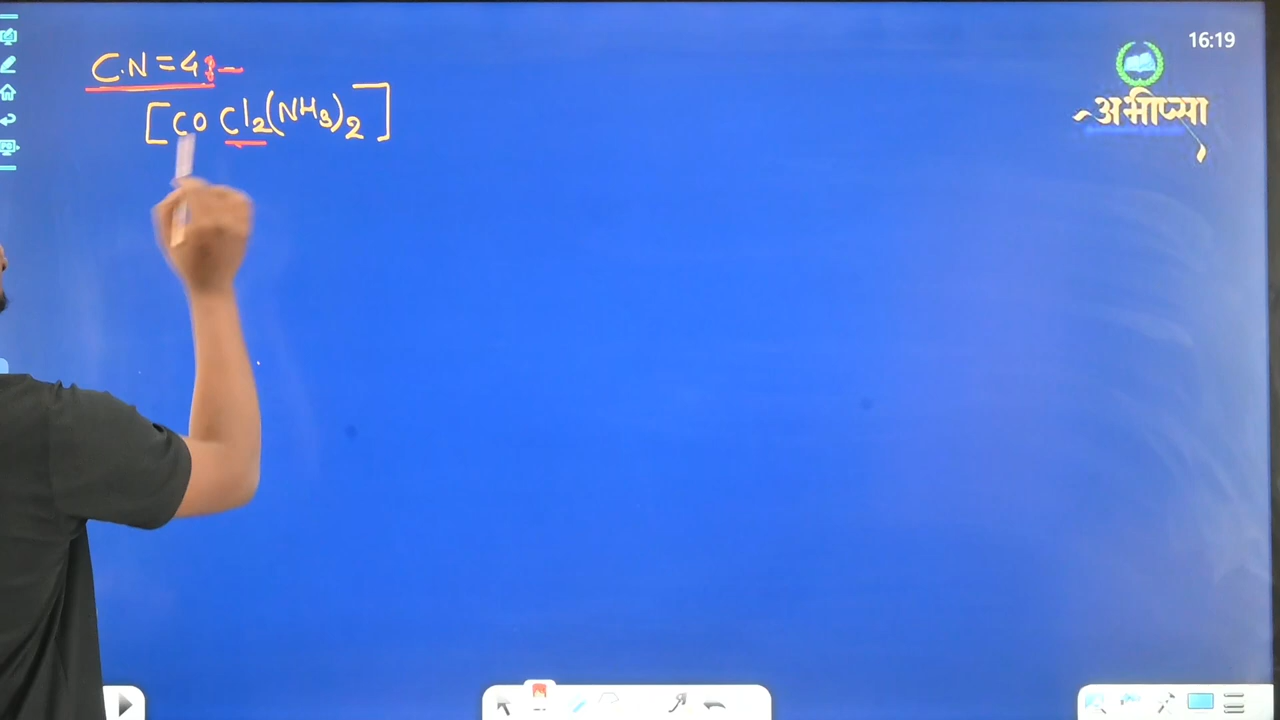 16:19
C.N = 4:-
[CO Cl2(NH3)2]
अभीप्सा